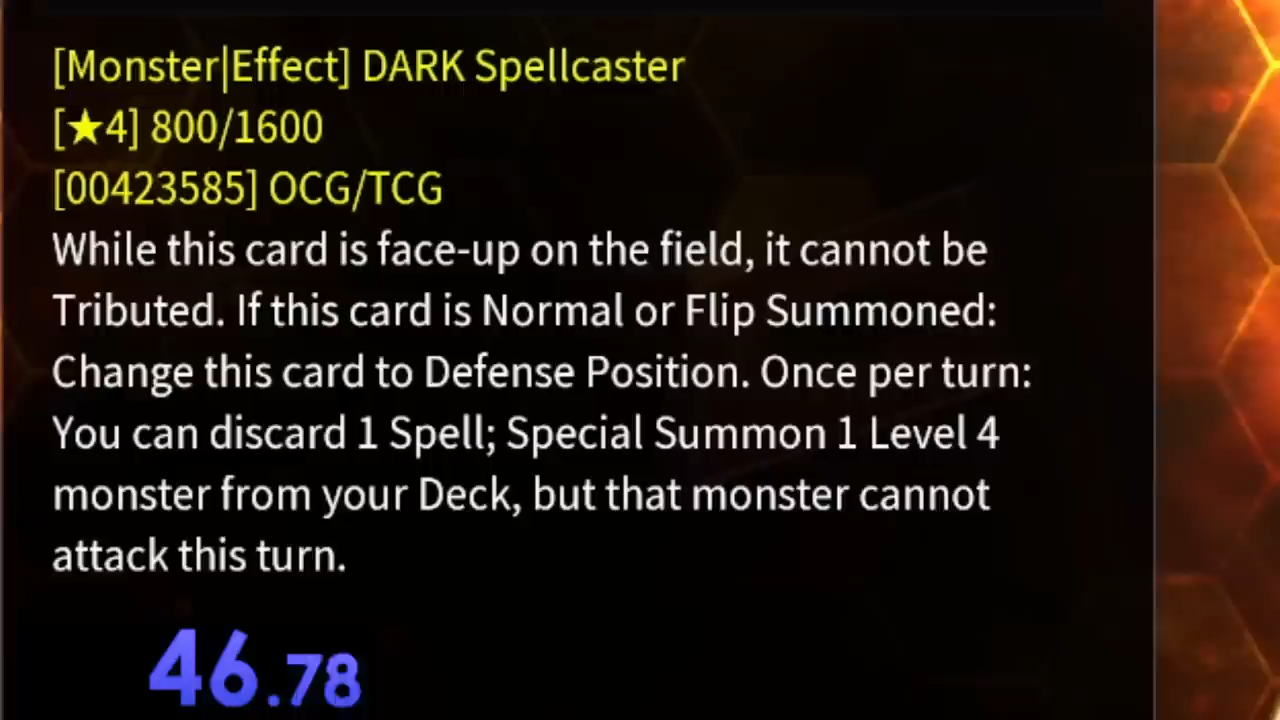 [Monster|Effect] DARK Spellcaster
[★4] 800/1600
[00423585] OCG/TCG
While this card is face-up on the field, it cannot be
Tributed. If this card is Normal or Flip Summoned:
Change this card to Defense Position. Once per turn:
You can discard 1 Spell; Special Summon 1 Level 4
monster from your Deck, but that monster cannot
attack this turn.
46.78